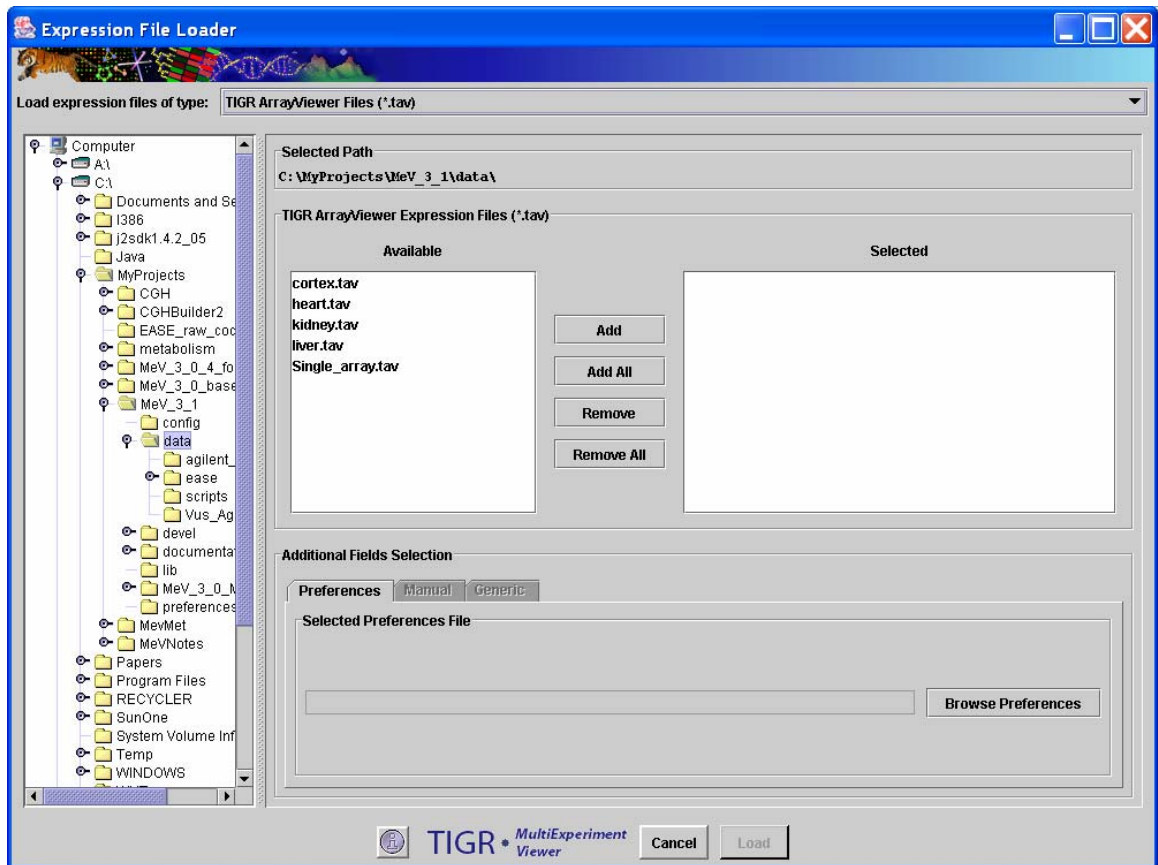 Expression File Loader
Load expression files of type: TIGR ArrayViewer Files (*.tav)
Computer
A:\
C:\
Documents and Se
I386
j2sdk1.4.2_05
Java
MyProjects
CGH
CGHBuilder2
EASE_raw_coc
metabolism
MeV_3_0_4_fo
MeV_3_0_base
MeV_3_1
config
data
agilent_
ease
scripts
Vus_Ag
devel
documenta
lib
MeV_3_0_M
preferences
MevMet
MeVNotes
Papers
Program Files
RECYCLER
SunOne
System Volume Inf
Temp
WINDOWS
Selected Path
C:\MyProjects\MeV_3_1\data\
TIGR ArrayViewer Expression Files (*.tav)
Available
cortex.tav
heart.tav
kidney.tav
liver.tav
Single_array.tav
Add
Add All
Remove
Remove All
Selected
Additional Fields Selection
Preferences Manual Generic
Selected Preferences File
Browse Preferences
TIGR • MultiExperiment Viewer
Cancel Load